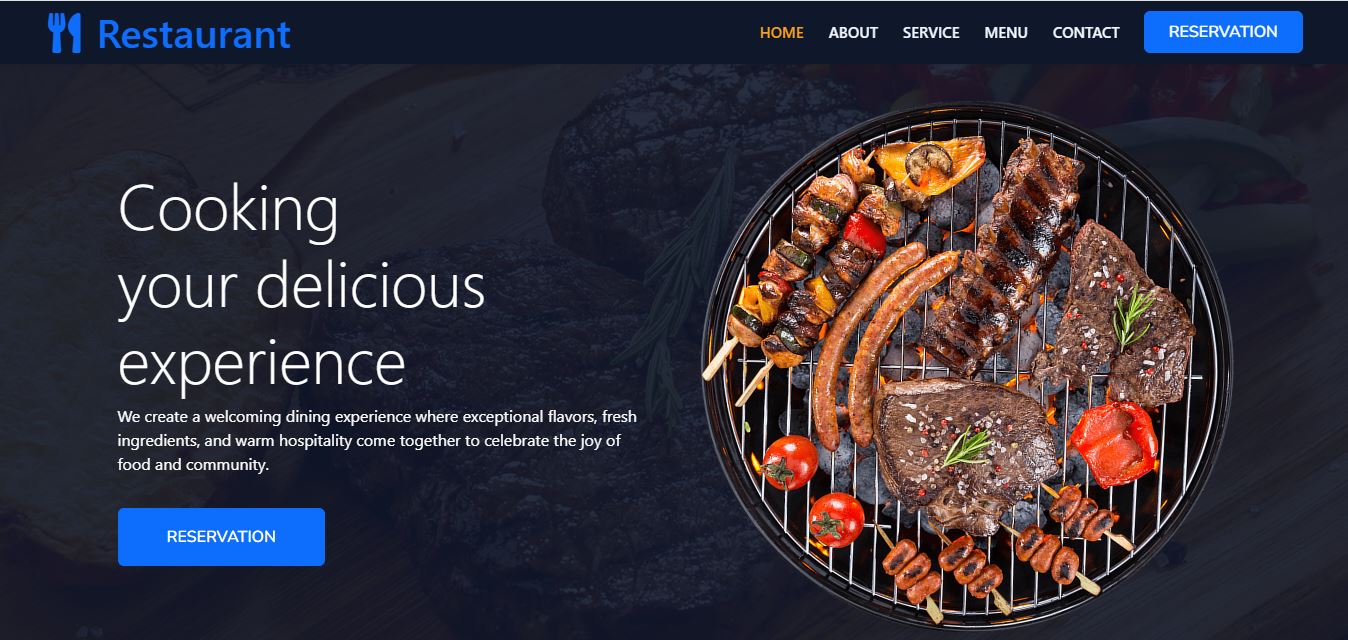 Restaurant
HOME ABOUT SERVICE MENU CONTACT RESERVATION
Cooking
your delicious
experience
We create a welcoming dining experience where exceptional flavors, fresh
ingredients, and warm hospitality come together to celebrate the joy of
food and community.
RESERVATION